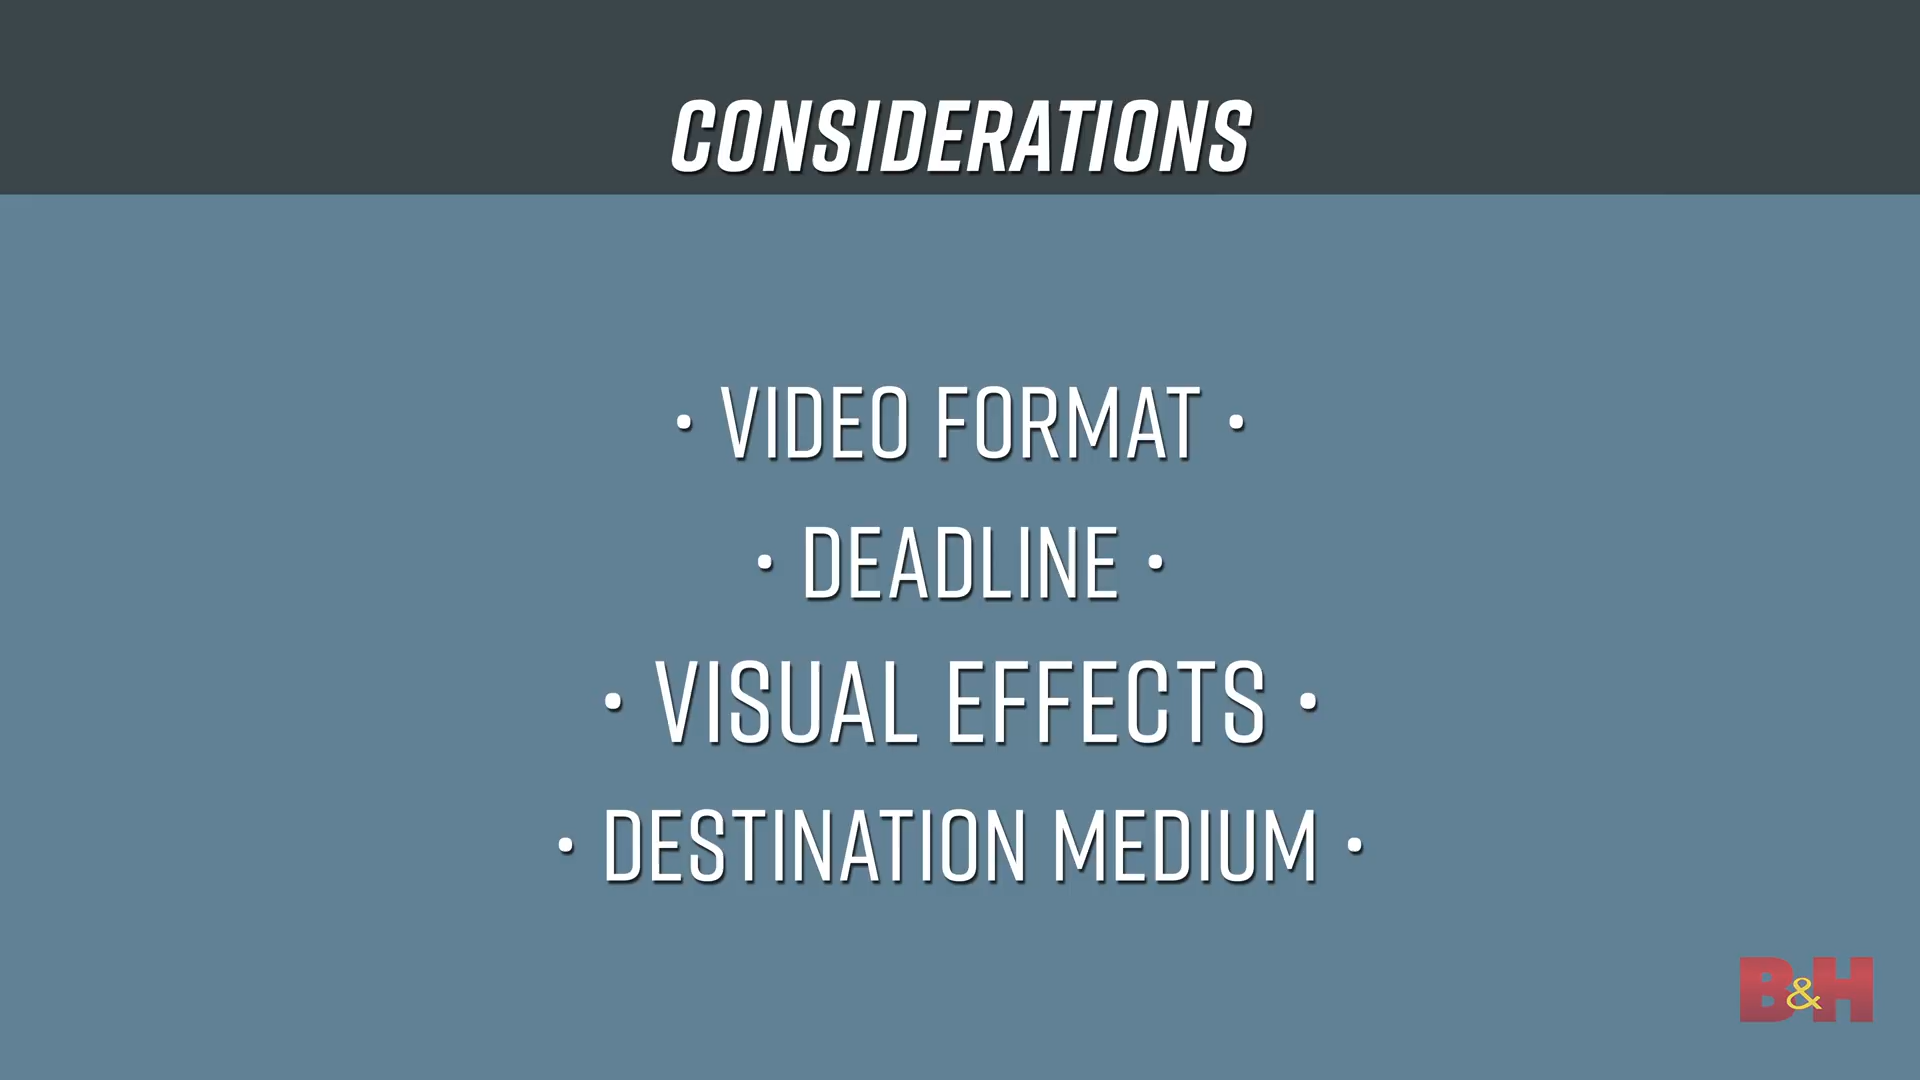 CONSIDERATIONS
· VIDEO FORMAT ·
· DEADLINE ·
· VISUAL EFFECTS ·
· DESTINATION MEDIUM ·
B&H